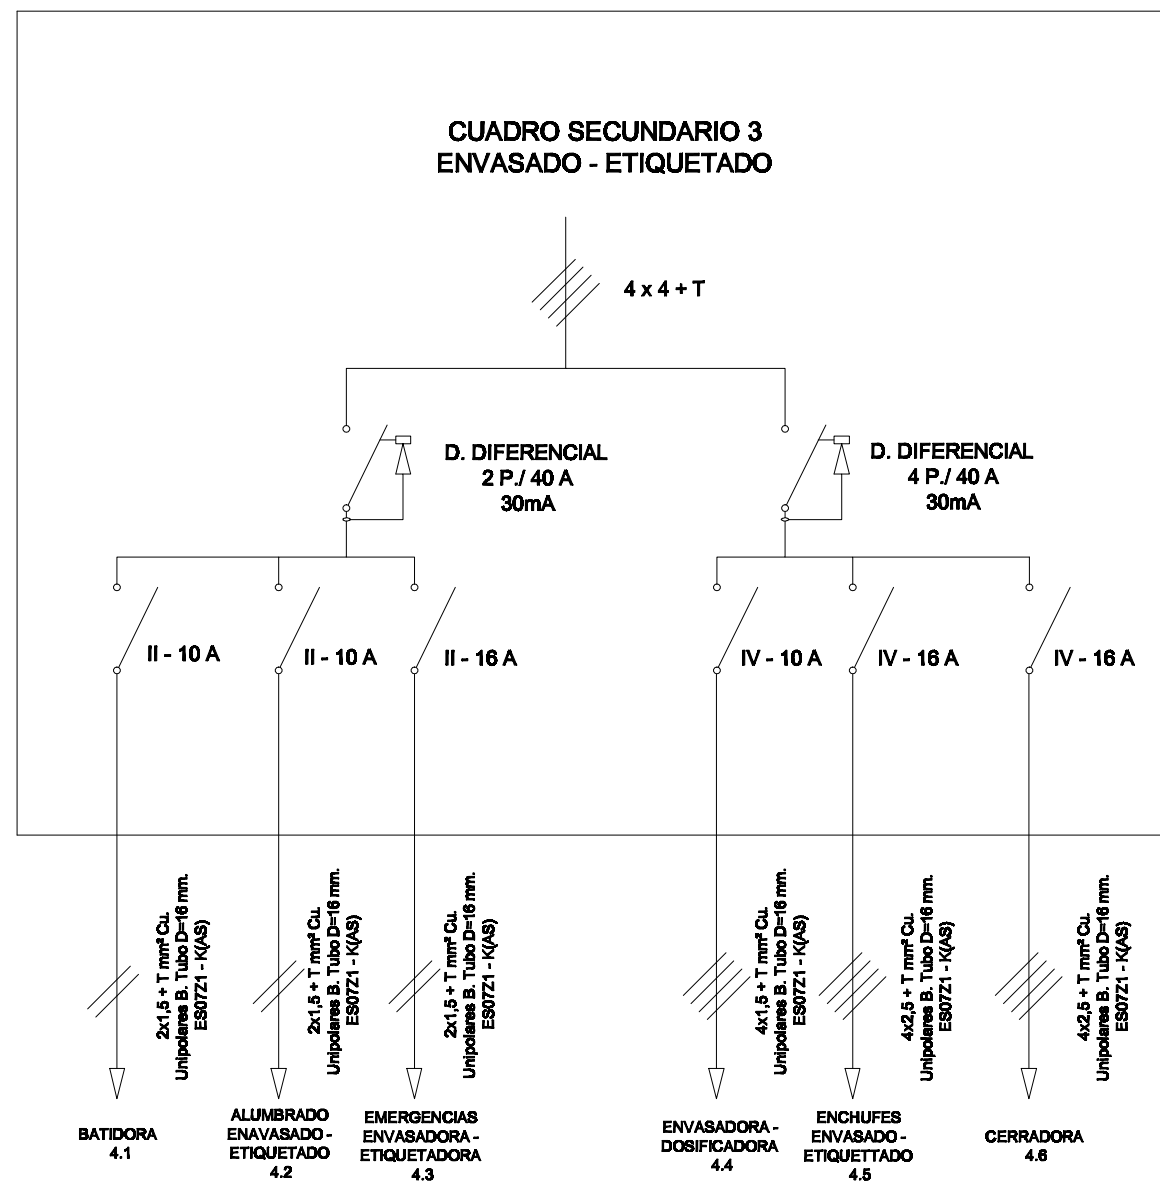 CUADRO SECUNDARIO 3
ENVASADO - ETIQUETADO
4 x 4 + T
D. DIFERENCIAL
2 P./ 40 A
30mA
D. DIFERENCIAL
4 P./ 40 A
30mA
II - 10 A
II - 10 A
II - 16 A
IV - 10 A
IV - 16 A
IV - 16 A
2x1,5 + T mm² Cu.
Unipolares B. Tubo D=16 mm.
ES07Z1 - K(AS)
2x1,5 + T mm² Cu.
Unipolares B. Tubo D=16 mm.
ES07Z1 - K(AS)
2x1,5 + T mm² Cu.
Unipolares B. Tubo D=16 mm.
ES07Z1 - K(AS)
4x1,5 + T mm² Cu.
Unipolares B. Tubo D=16 mm.
ES07Z1 - K(AS)
4x2,5 + T mm² Cu.
Unipolares B. Tubo D=16 mm.
ES07Z1 - K(AS)
4x2,5 + T mm² Cu.
Unipolares B. Tubo D=16 mm.
ES07Z1 - K(AS)
BATIDORA
4.1
ALUMBRADO
ENAVASADO -
ETIQUETADO
4.2
EMERGENCIAS
ENVASADORA -
ETIQUETADORA
4.3
ENVASADORA -
DOSIFICADORA
4.4
ENCHUFES
ENVASADO -
ETIQUETTADO
4.5
CERRADORA
4.6